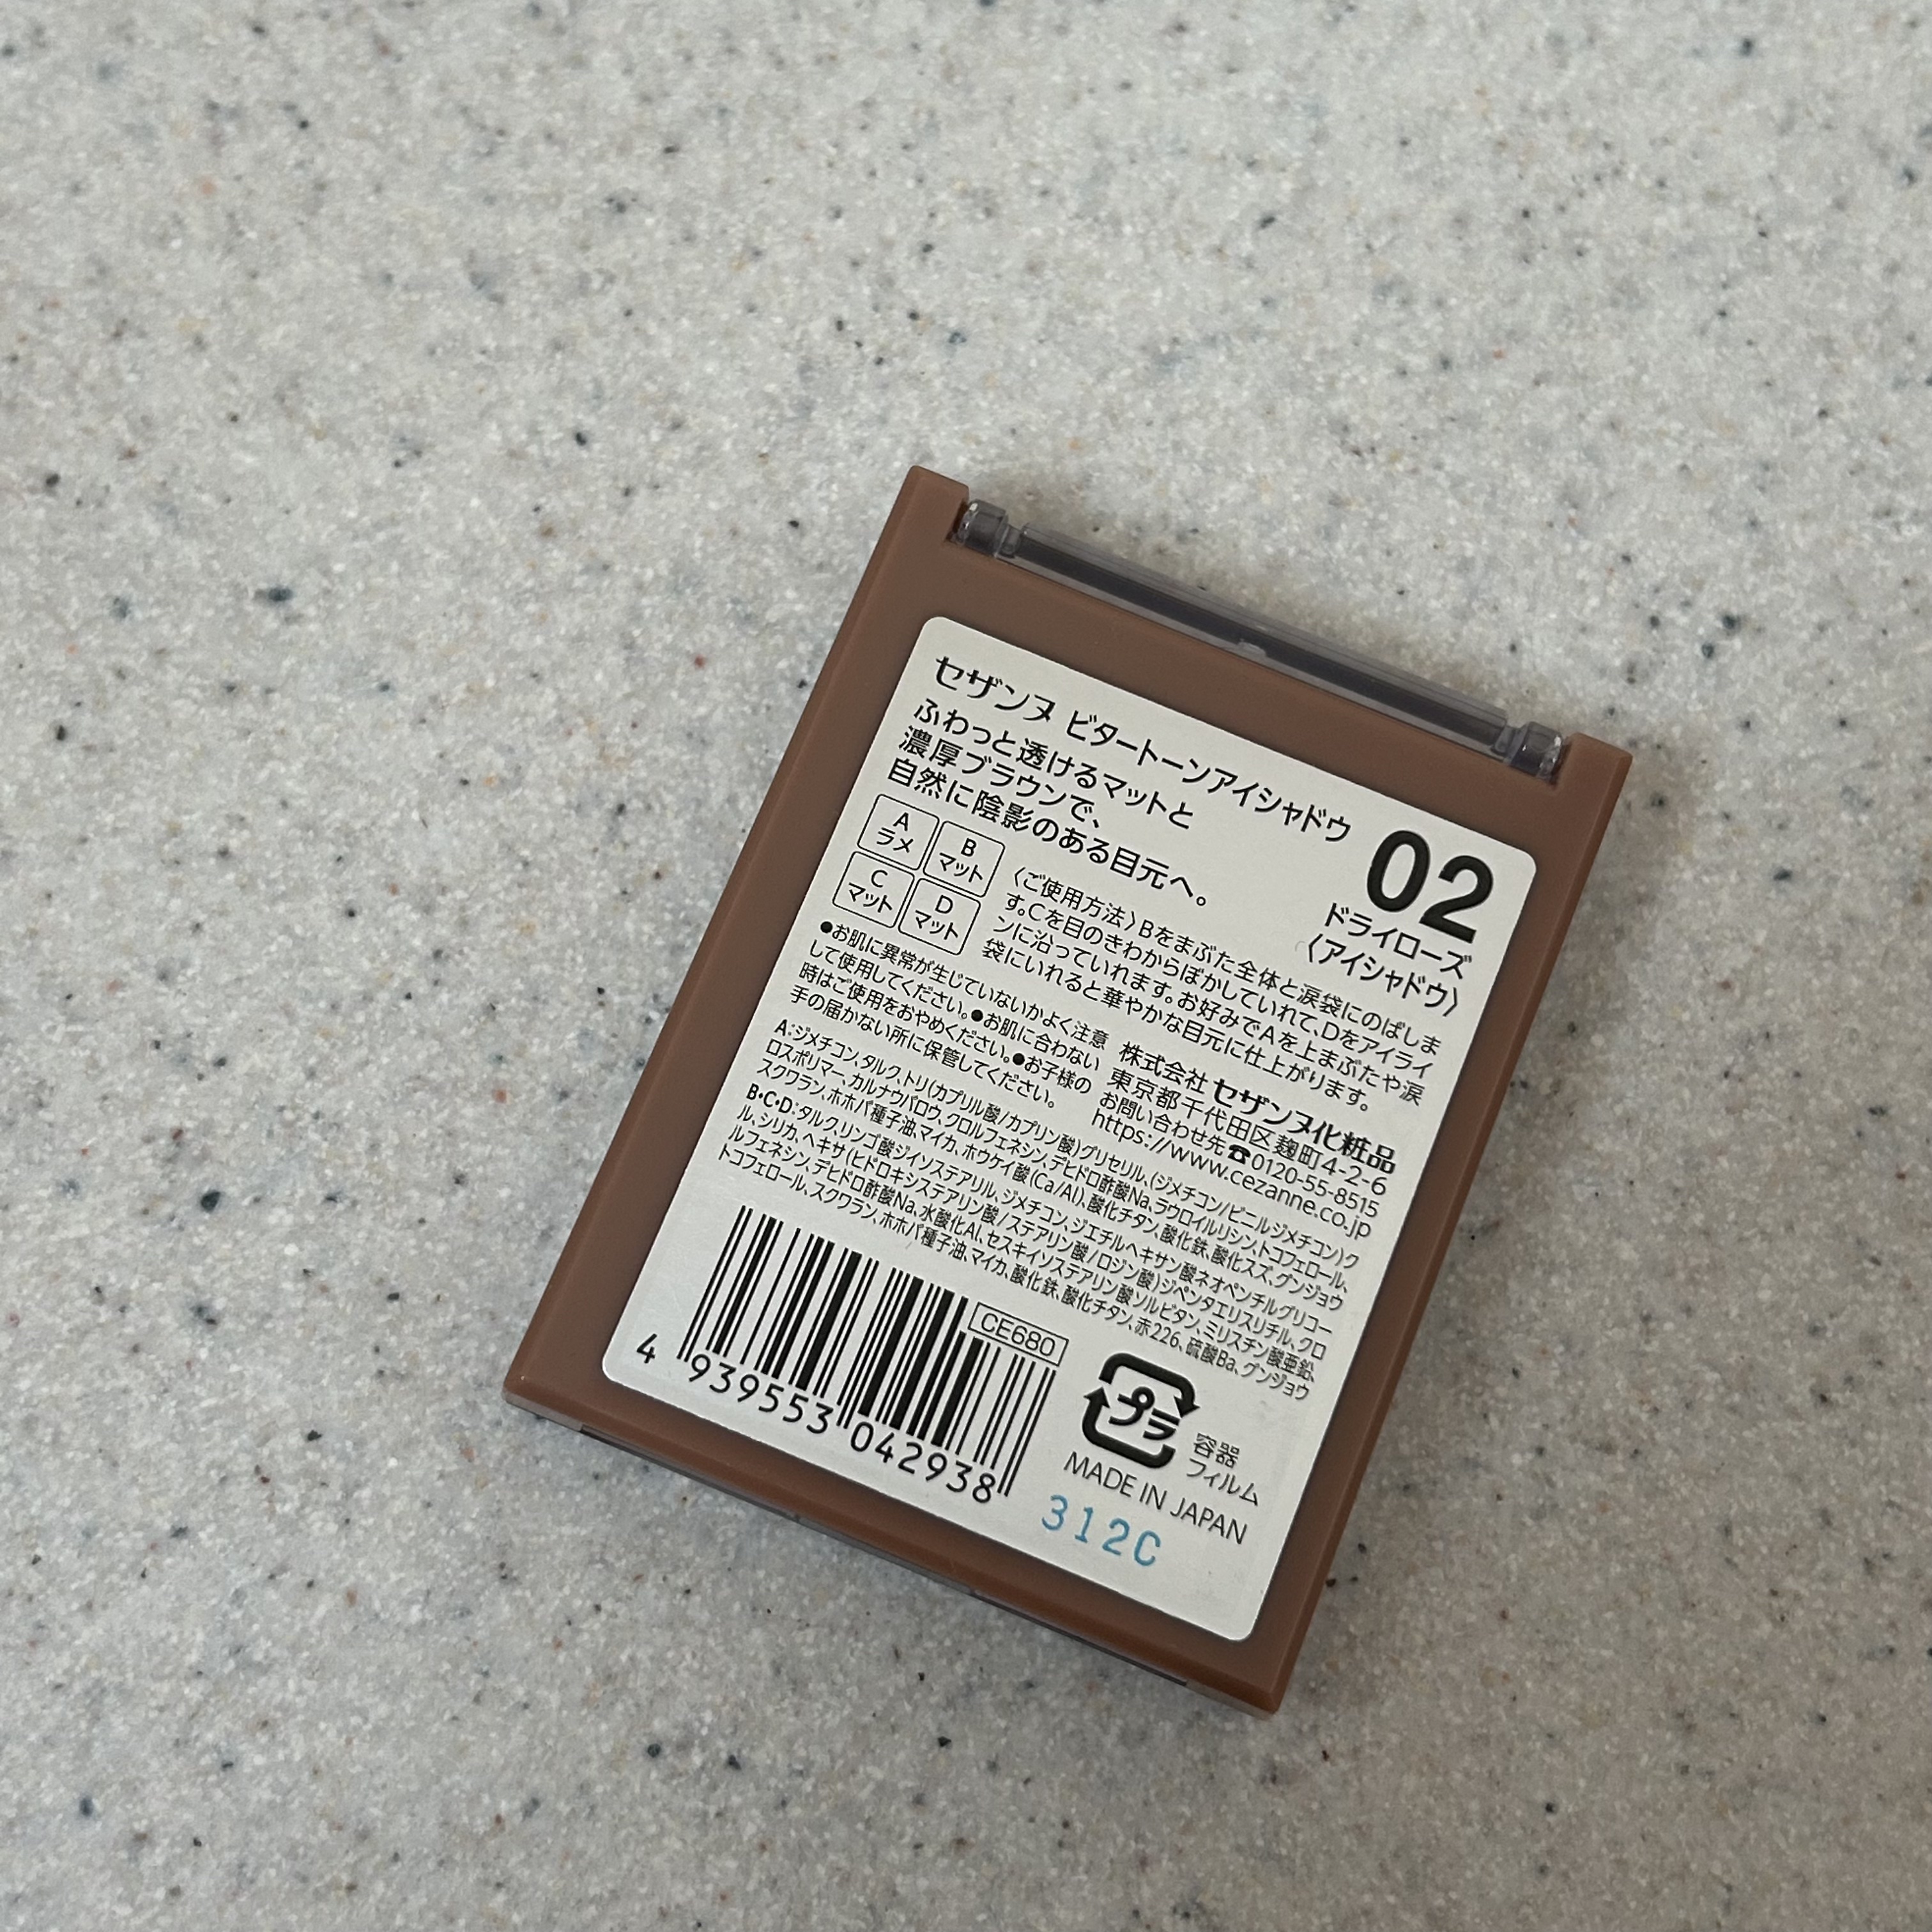 セザンヌ ビタートーンアイシャドウ
ふわっと透けるマットと
濃厚ブラウンで、
自然に陰影のある目元へ。
02
ドライローズ
〈アイシャドウ〉
A
ラメ
B
マット
C
マット
D
マット
〈ご使用方法〉Bをまぶた全体と涙袋にのばしま
す。Cを目のきわからぼかしていれて、Dをアイライ
ンに沿っていれます。お好みでAを上まぶたや涙
袋にいれると華やかな目元に仕上がります。
●お肌に異常が生じていないかよく注意
して使用してください。●お肌に合わない
時はご使用をおやめください。●お子様の
手の届かない所に保管してください。
株式会社 セザンヌ化粧品
東京都千代田区麹町4-2-6
お問い合わせ先☎0120-55-8515
https://www.cezanne.co.jp
A:ジメチコン、タルク、トリ(カプリル酸/カプリン酸)グリセリル、(ジメチコン/ビニルジメチコン)ク
ロスポリマー、カルナウバロウ、クロルフェネシン、デヒドロ酢酸Na、ラウロイルリシン、トコフェロール、
スクワラン、ホホバ種子油、マイカ、ホウケイ酸(Ca/Al)、酸化チタン、酸化鉄、酸化スズ、グンジョウ
B・C・D:タルク、リンゴ酸ジイソステアリル、ジメチコン、ジエチルヘキサン酸ネオペンチルグリコー
ル、シリカ、ヘキサ(ヒドロキシステアリン酸/ステアリン酸/ロジン酸)ジペンタエリスリチル、クロ
ルフェネシン、デヒドロ酢酸Na、水酸化Al、セスキイソステアリン酸ソルビタン、ミリスチン酸亜鉛、
トコフェロール、スクワラン、ホホバ種子油、マイカ、酸化鉄、酸化チタン、赤226、硫酸Ba、グンジョウ
CE680
4 939553 042938
プラ
容器
フィルム
MADE IN JAPAN
312C